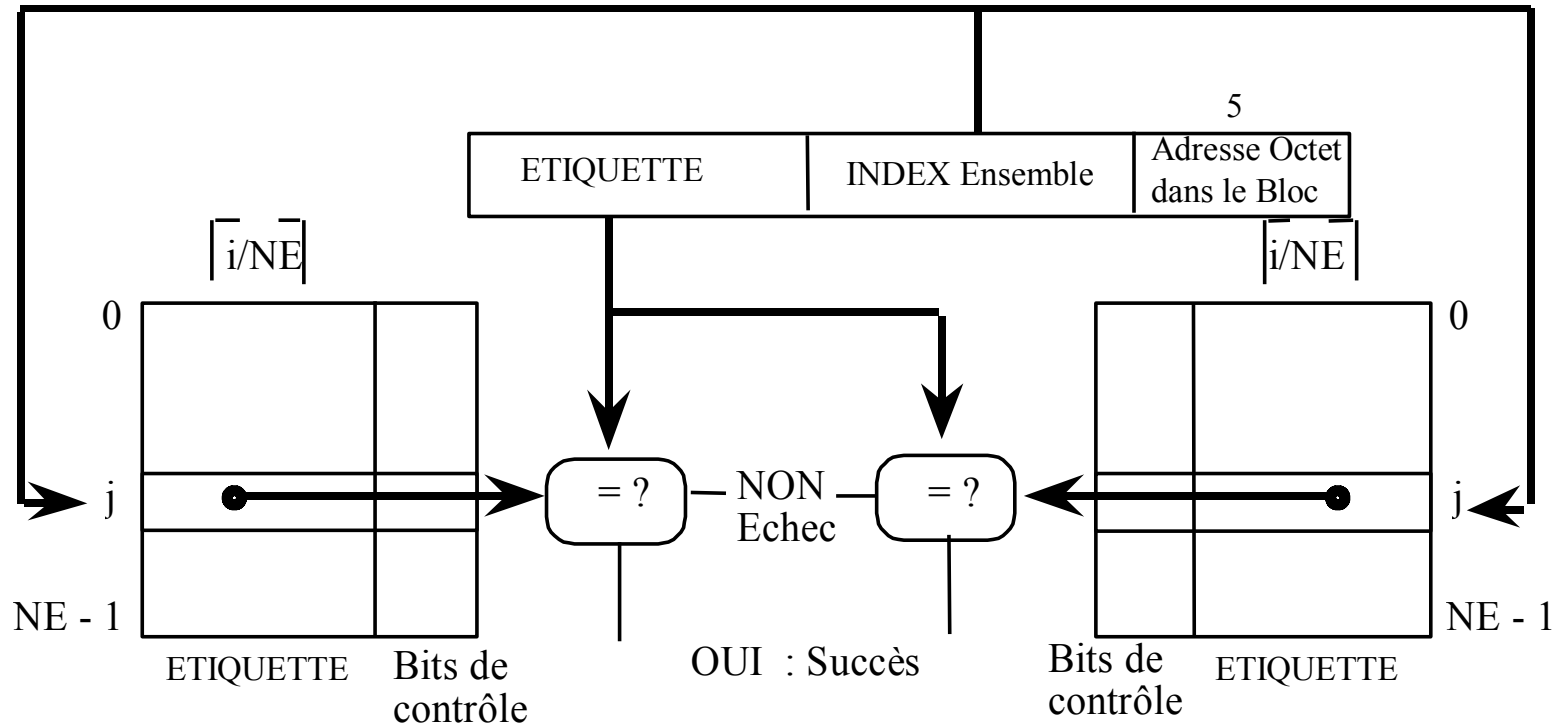 5
ETIQUETTE
INDEX Ensemble
Adresse Octet
dans le Bloc
i/NE
i/NE
0
0
= ?
NON
Echec
= ?
j
j
NE - 1
NE - 1
ETIQUETTE
Bits de
contrôle
OUI : Succès
Bits de
contrôle
ETIQUETTE